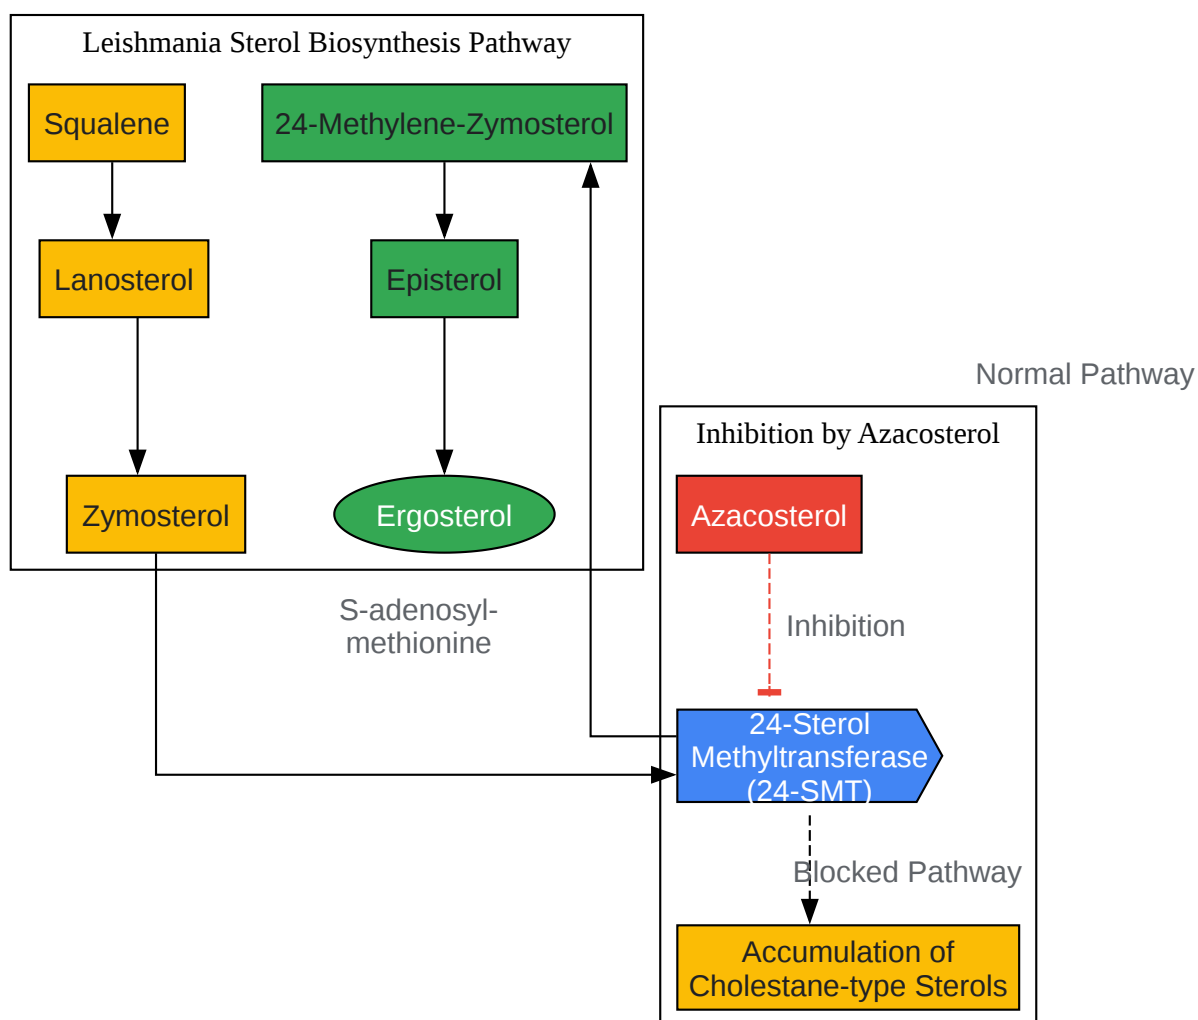 Leishmania Sterol Biosynthesis Pathway
Squalene
24-Methylene-Zymosterol
Lanosterol
Episterol
Zymosterol
Ergosterol
S-adenosyl-
methionine
Normal Pathway
Inhibition by Azacosterol
Azacosterol
Inhibition
24-Sterol
Methyltransferase
(24-SMT)
Blocked Pathway
Accumulation of
Cholestane-type Sterols